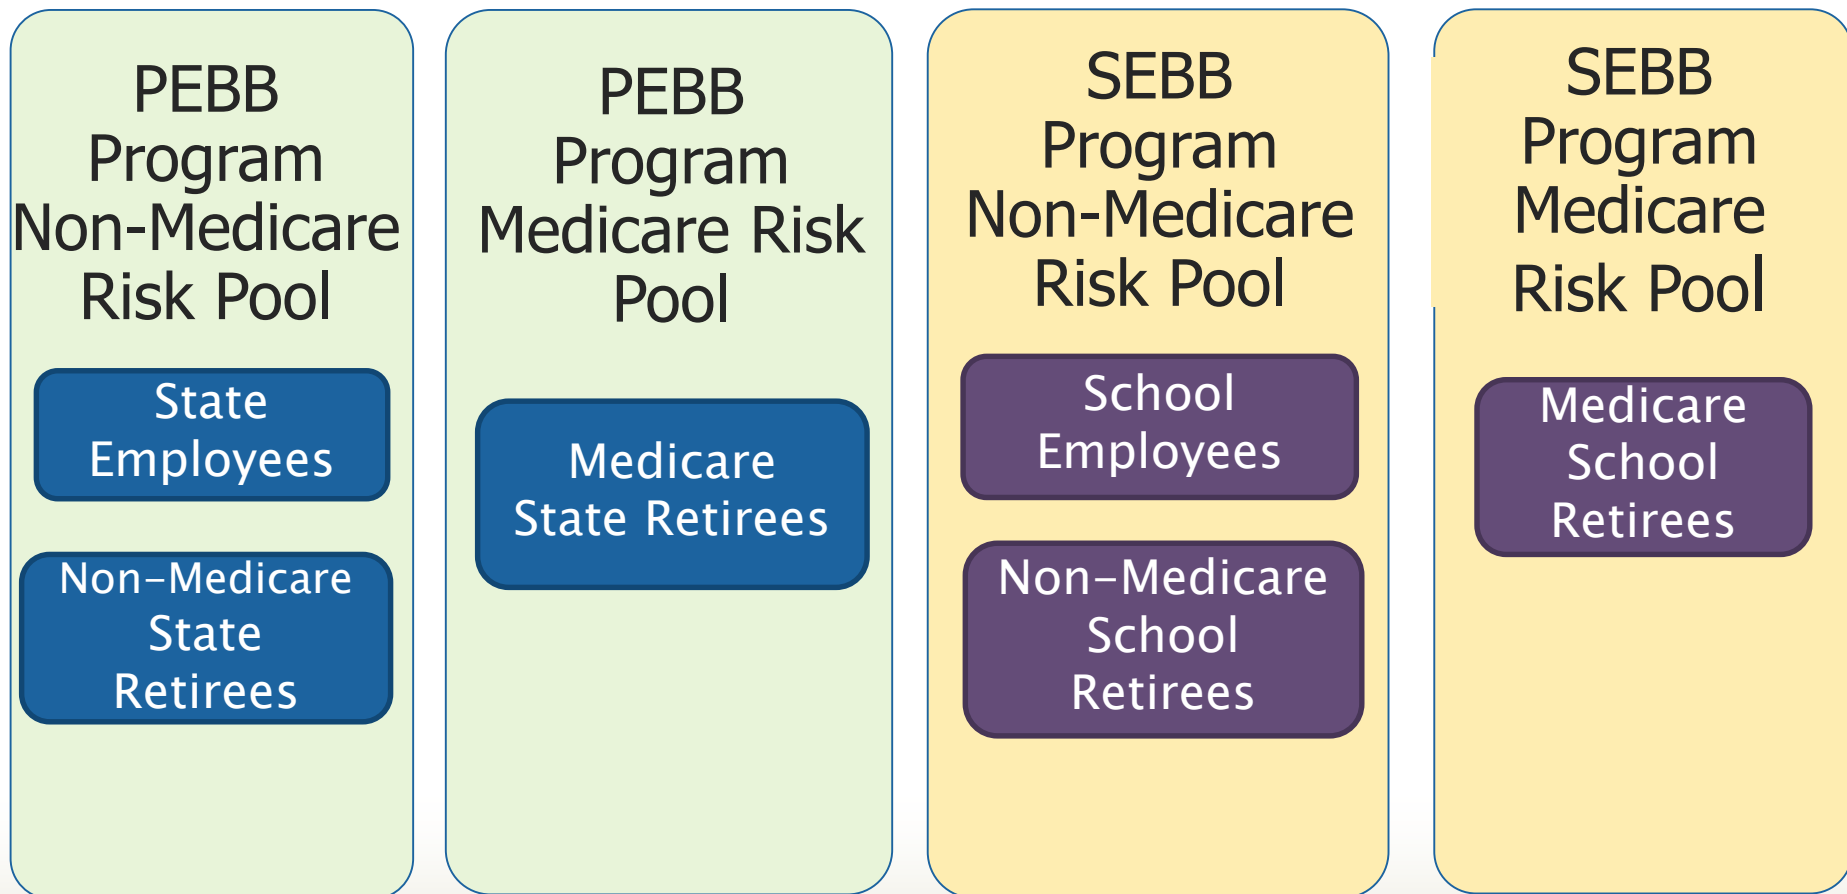 PEBB
Program
Non-Medicare
Risk Pool
State
Employees
Non-Medicare
State
Retirees
PEBB
Program
Medicare Risk
Pool
Medicare
State Retirees
SEBB
Program
Non-Medicare
Risk Pool
School
Employees
Non-Medicare
School
Retirees
SEBB
Program
Medicare
Risk Pool
Medicare
School
Retirees